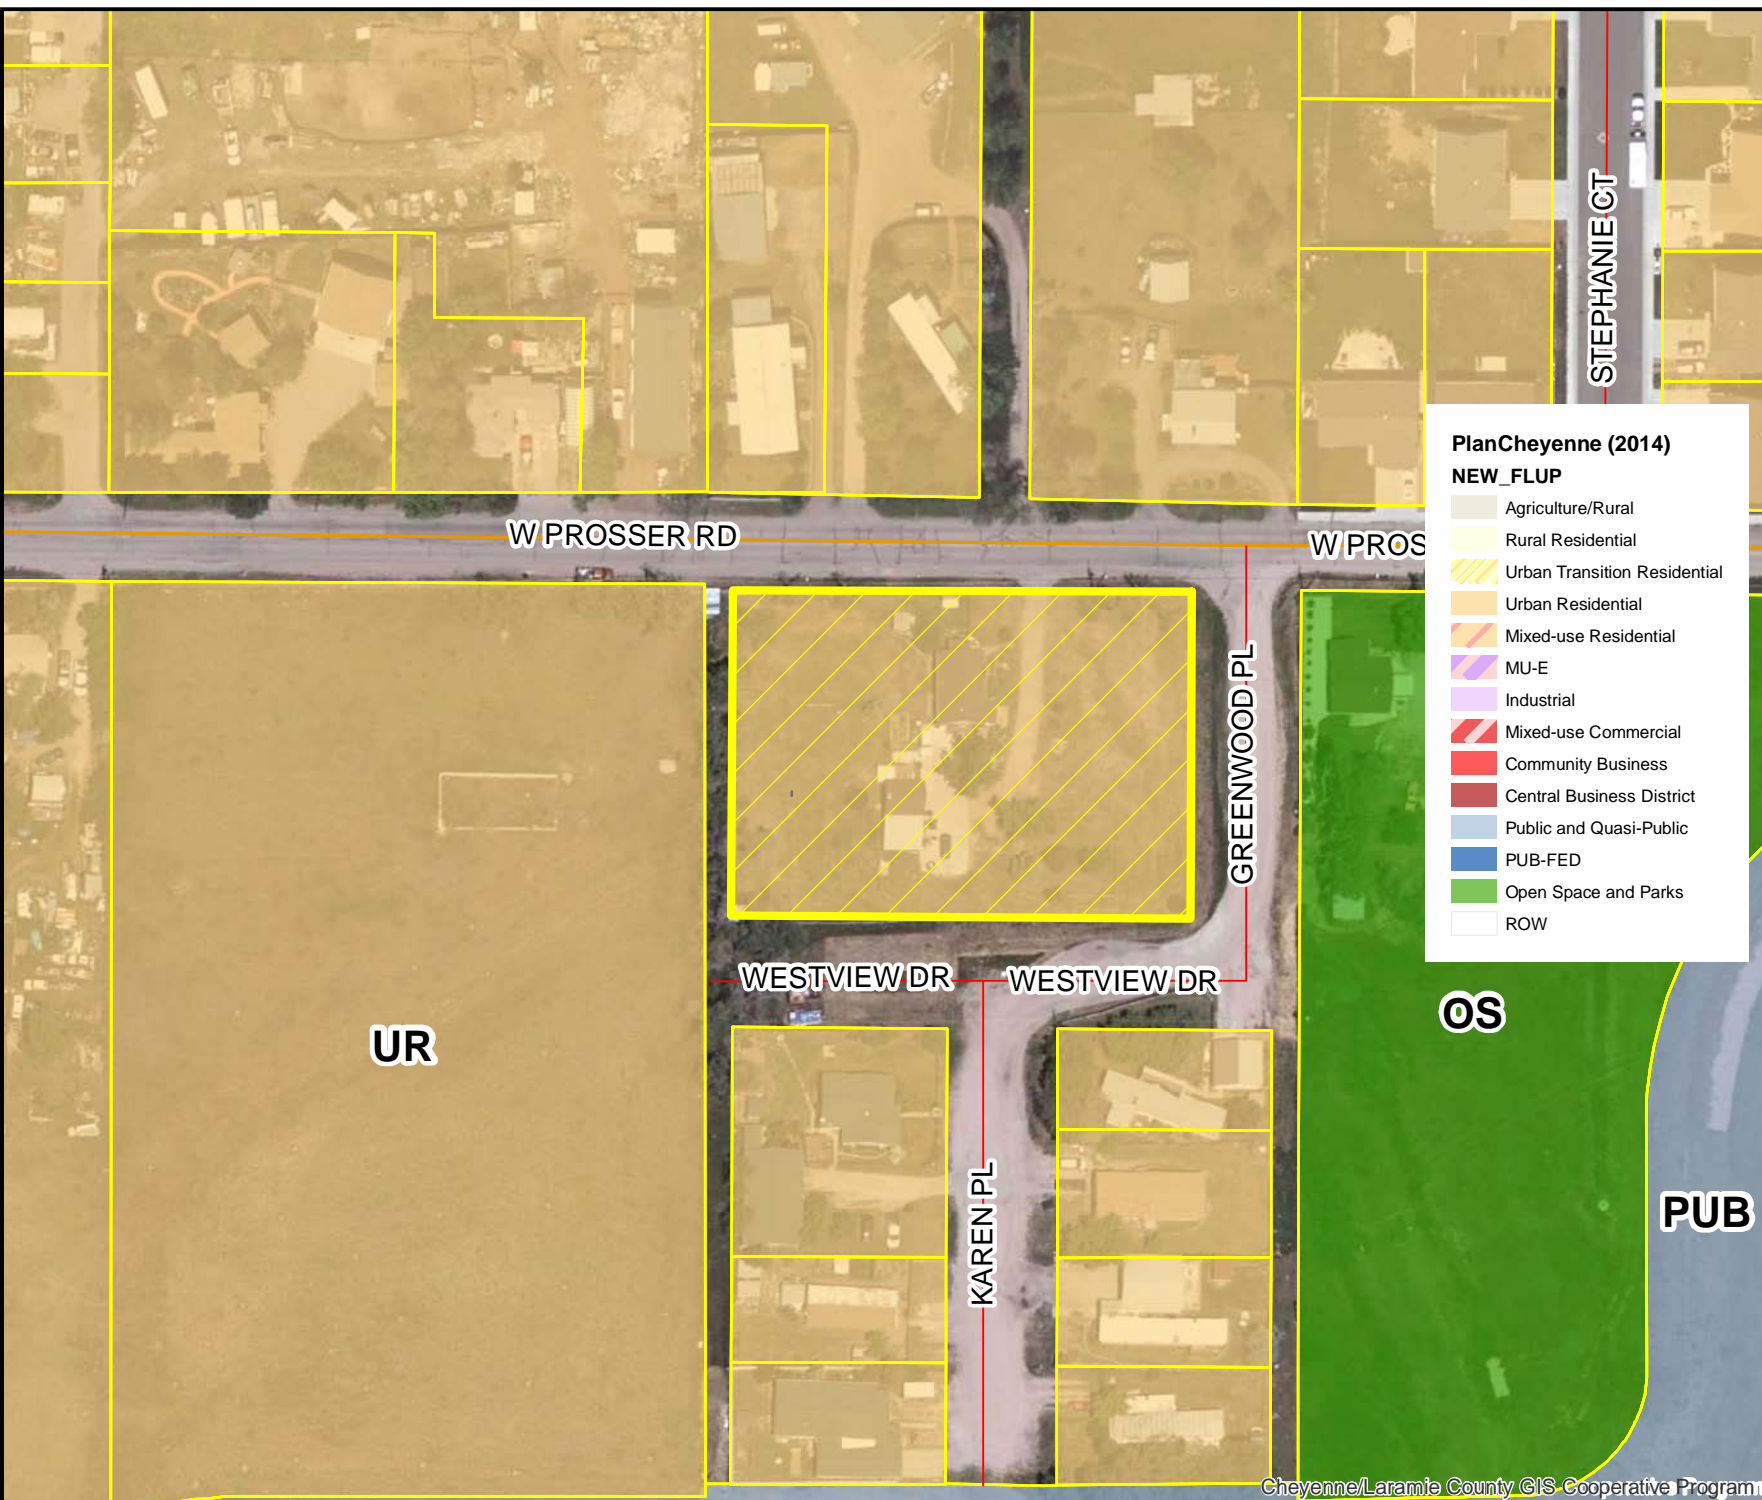 STEPHANIE CT
PlanCheyenne (2014)
NEW_FLUP
Agriculture/Rural
Rural Residential
Urban Transition Residential
Urban Residential
Mixed-use Residential
MU-E
Industrial
Mixed-use Commercial
Community Business
Central Business District
Public and Quasi-Public
PUB-FED
Open Space and Parks
ROW
W PROSSER RD
W PROS
GREENWOOD PL
WESTVIEW DR
WESTVIEW DR
OS
UR
KAREN PL
PUB
Cheyenne/Laramie County GIS Cooperative Program